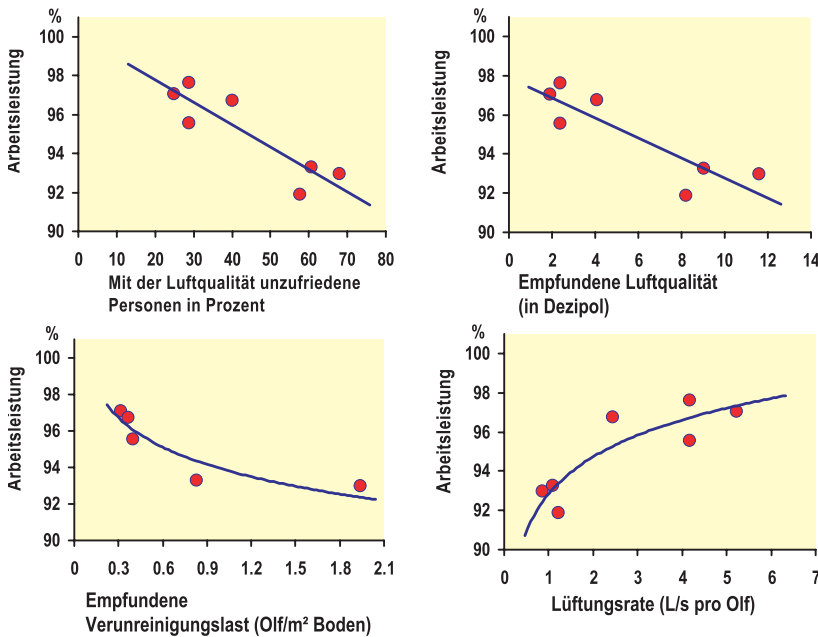 %
100
98
96
94
92
90
Arbeitsleistung
0 10 20 30 40 50 60 70 80
Mit der Luftqualität unzufriedene
Personen in Prozent
%
100
98
96
94
92
90
Arbeitsleistung
0 2 4 6 8 10 12 14
Empfundene Luftqualität
(in Dezipol)
%
100
98
96
94
92
90
Arbeitsleistung
0 0.3 0.6 0.9 1.2 1.5 1.8 2.1
Empfundene
Verunreinigungslast (Olf/m² Boden)
%
100
98
96
94
92
90
Arbeitsleistung
0 1 2 3 4 5 6 7
Lüftungsrate (L/s pro Olf)